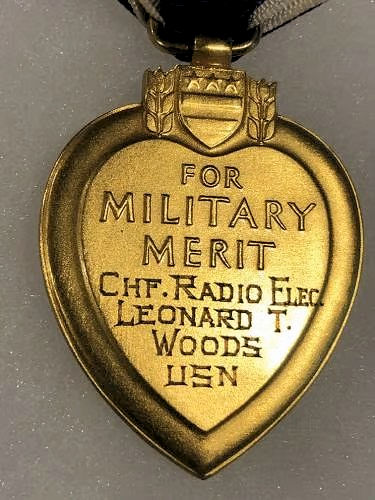 FOR
MILITARY
MERIT
CHF. RADIO ELEC.
LEONARD T.
WOODS
USN